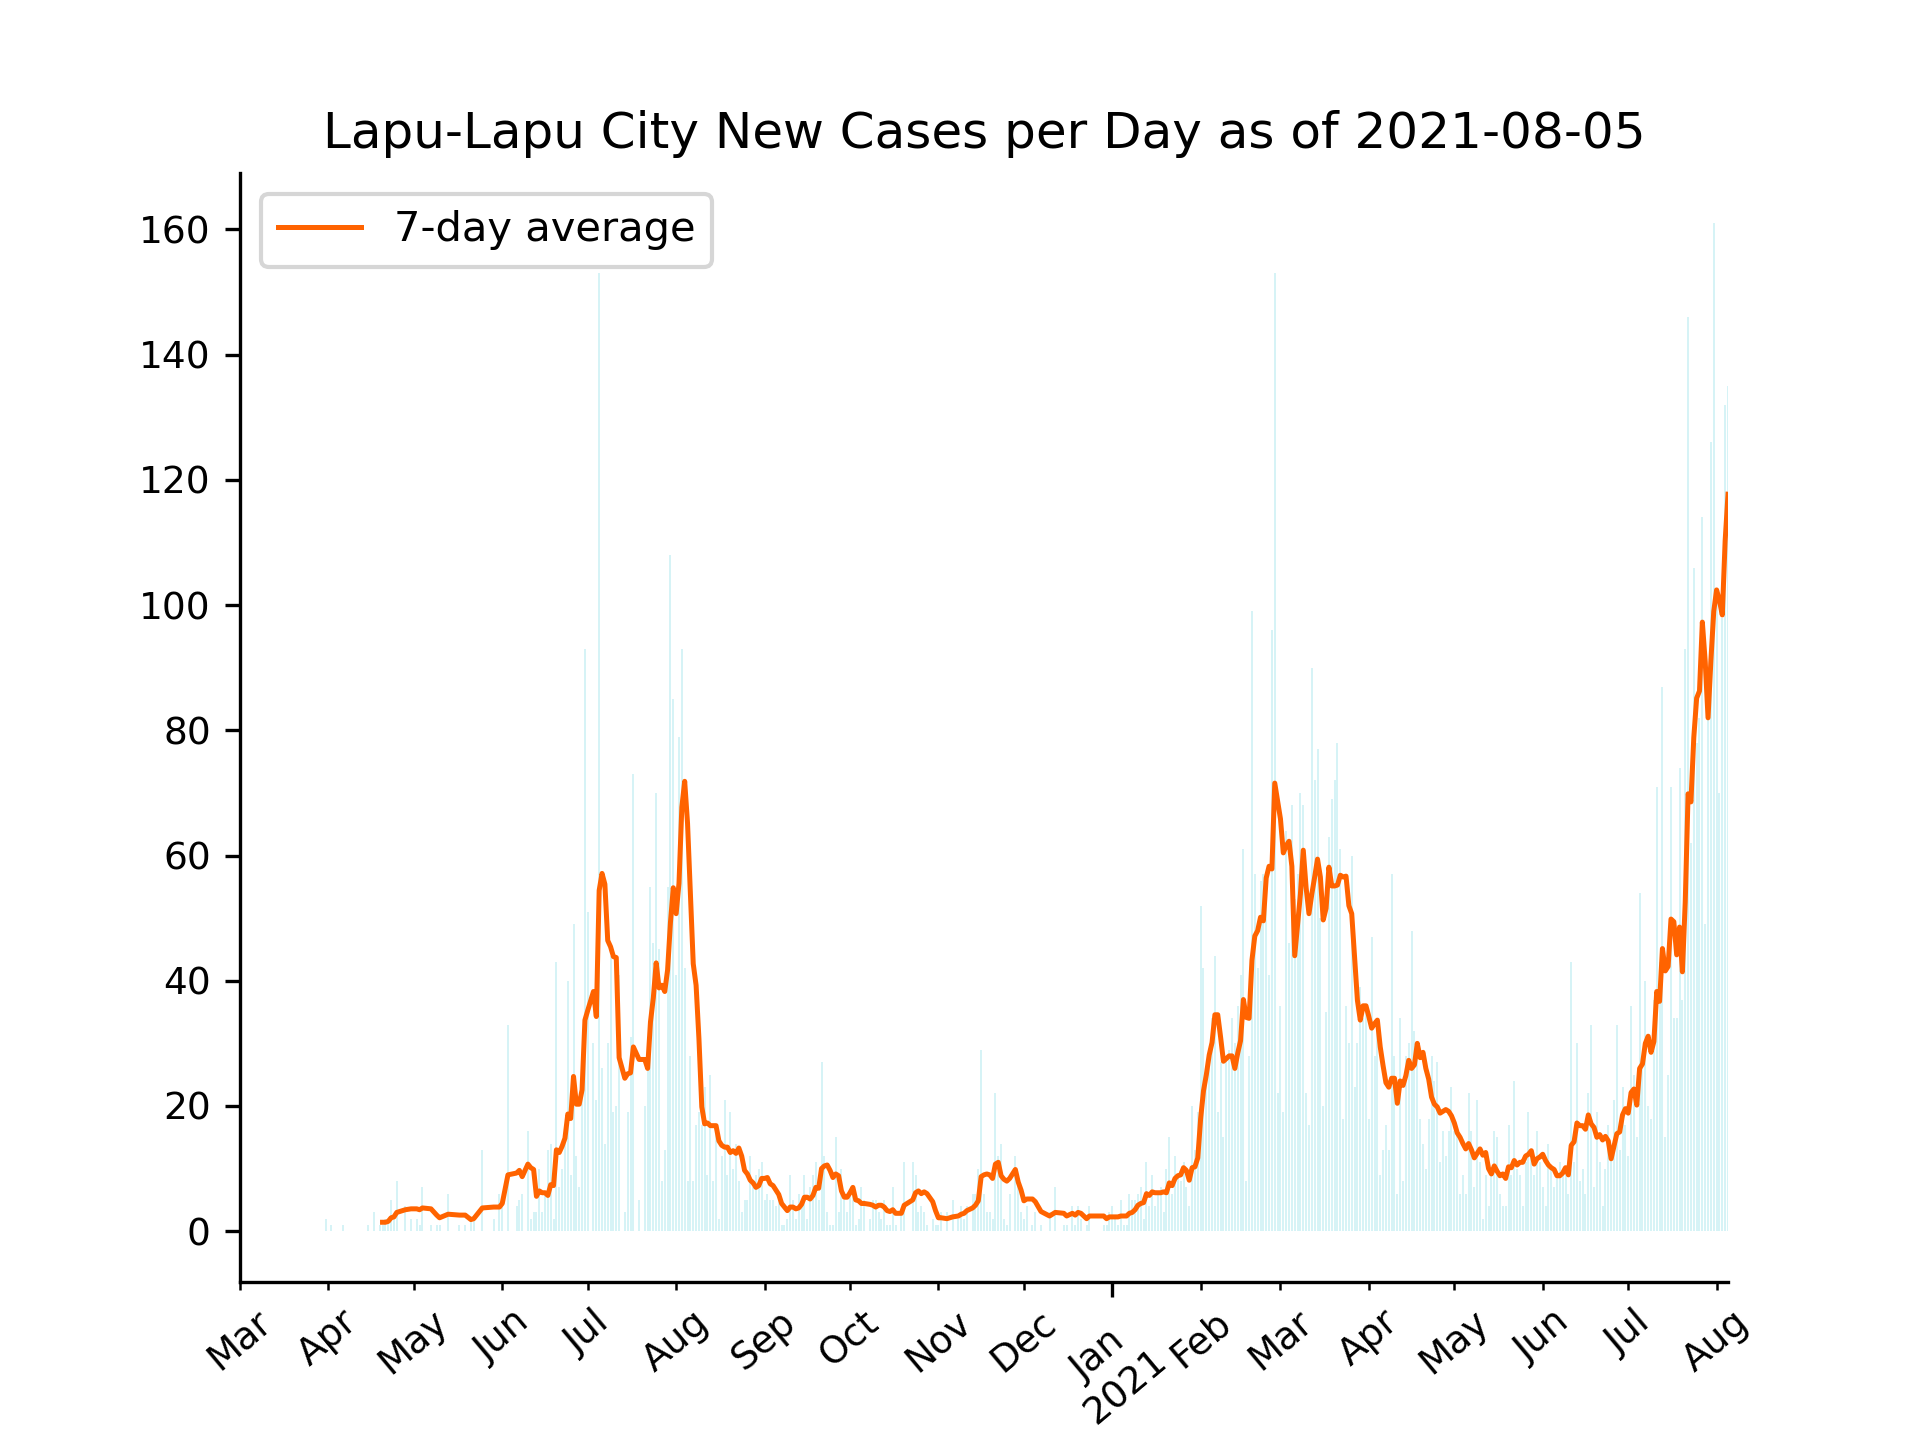 Lapu-Lapu City New Cases per Day as of 2021-08-05
7-day average
160
140
120
100
80
60
40
20
0
Mar
Apr
May
Jun
Jul
Aug
Sep
Oct
Nov
Dec
Jan
2021
Feb
Mar
Apr
May
Jun
Jul
Aug